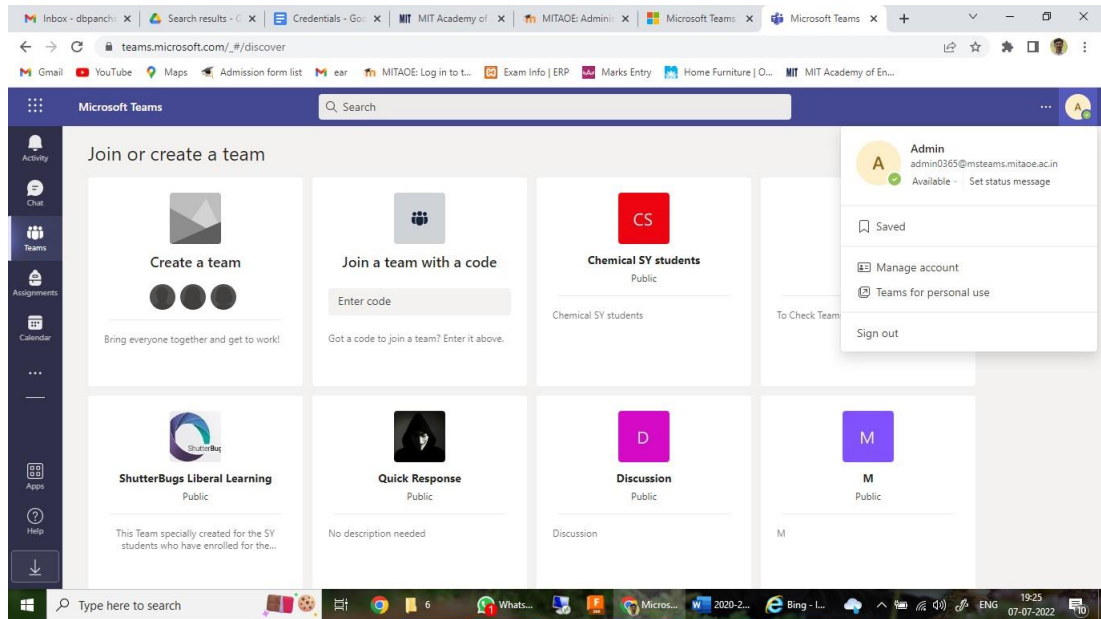 Inbox - dbpanch
Search results - G
Credentials - Goo
MIT MIT Academy of
MITAOE: Adminis
Microsoft Teams
Microsoft Teams
teams.microsoft.com/_#/discover
Gmail
YouTube
Maps
Admission form list
ear
MITAOE: Log in to t...
Exam Info | ERP
Marks Entry
Home Furniture | O...
MIT MIT Academy of En...
Microsoft Teams
Search
A
Activity
Chat
Teams
Assignments
Calendar
Apps
Help
Join or create a team
Create a team
Bring everyone together and get to work!
Join a team with a code
Enter code
Got a code to join a team? Enter it above.
CS
Chemical SY students
Public
Chemical SY students
To Check Team
A
Admin
admin0365@msteams.mitaoe.ac.in
Available
Set status message
Saved
Manage account
Teams for personal use
Sign out
ShutterBug
ShutterBugs Liberal Learning
Public
This Team specially created for the SY
students who have enrolled for the...
Quick Response
Public
No description needed
D
Discussion
Public
Discussion
M
M
Public
M
Type here to search
6
Whats...
Micros...
2020-2...
Bing - I...
ENG
19:25
07-07-2022